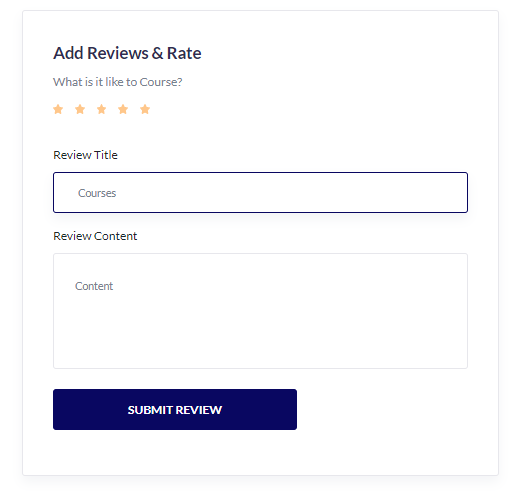 Add Reviews & Rate
What is it like to Course?
Review Title
Courses
Review Content
Content
SUBMIT REVIEW